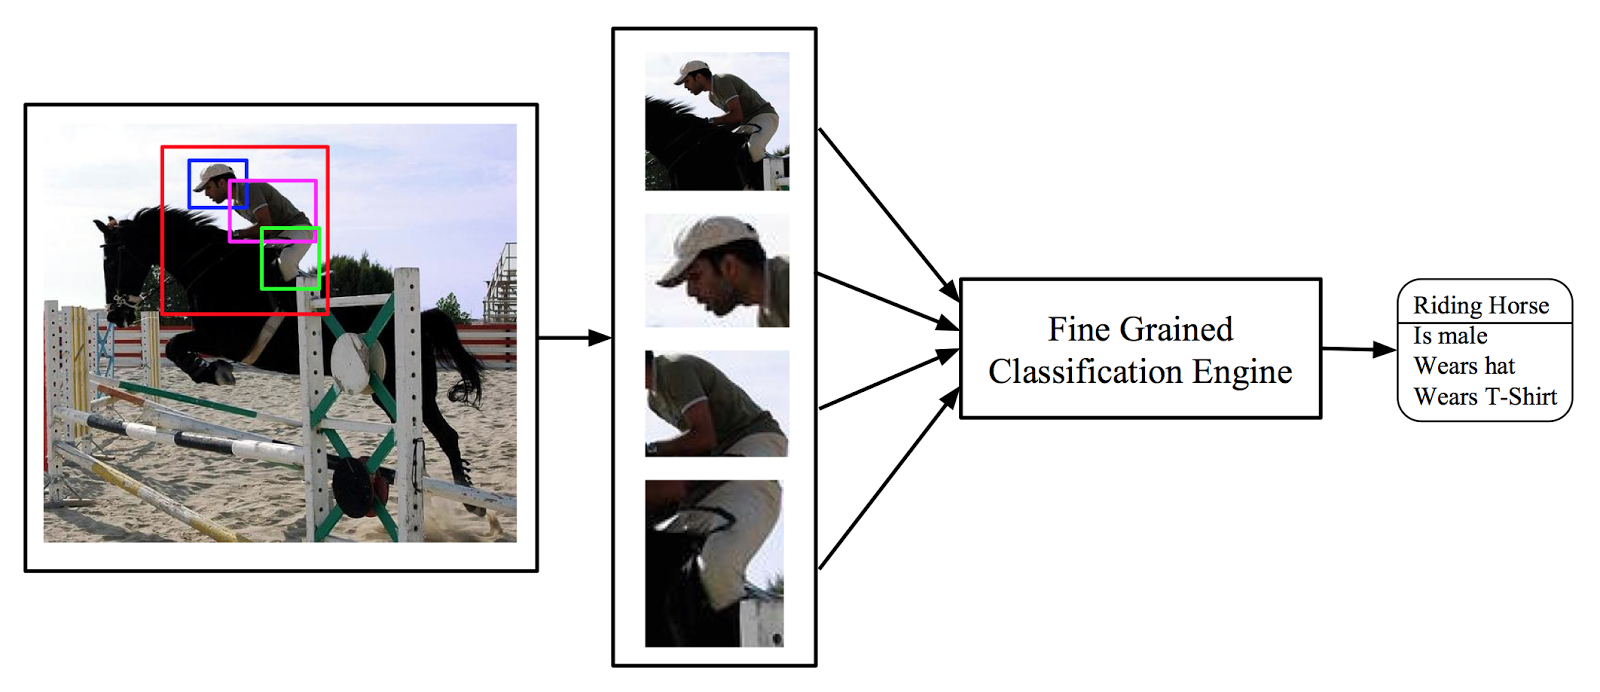 Fine Grained
Classification Engine
Riding Horse
Is male
Wears hat
Wears T-Shirt